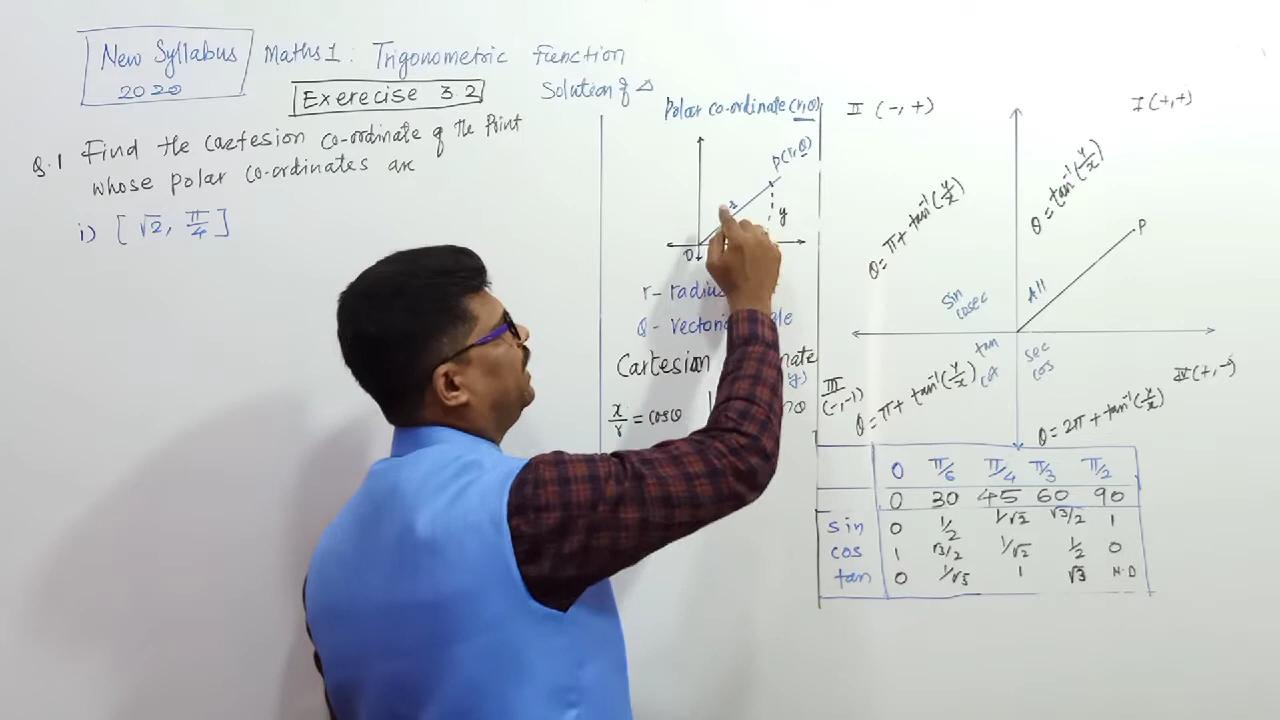 New Syllabus
2020
Maths 1 : Trigonometric Function
Solution of △
Exerecise 3.2
Q.1 Find the cartesion co-ordinate of the Point
whose polar co-ordinates are
i) [ √2, π/4 ]
Polar co-ordinate (r,θ)
P(r,θ)
r
y
O
r - radius
θ - vectori
Cartesion
x/r = cosθ
II (-, +)
I (+, +)
θ = π + tan⁻¹(y/x)
θ = tan⁻¹(y/x)
P
sin
cosec
All
tan
cot
sec
cos
III
(-, -1)
IV (+, -)
θ = π + tan⁻¹(y/x)
θ = 2π + tan⁻¹(y/x)
0 π/6 π/4 π/3 π/2
0 30 45 60 90
sin 0 1/2 1/√2 √3/2 1
cos 1 √3/2 1/√2 1/2 0
tan 0 1/√3 1 √3 N.D